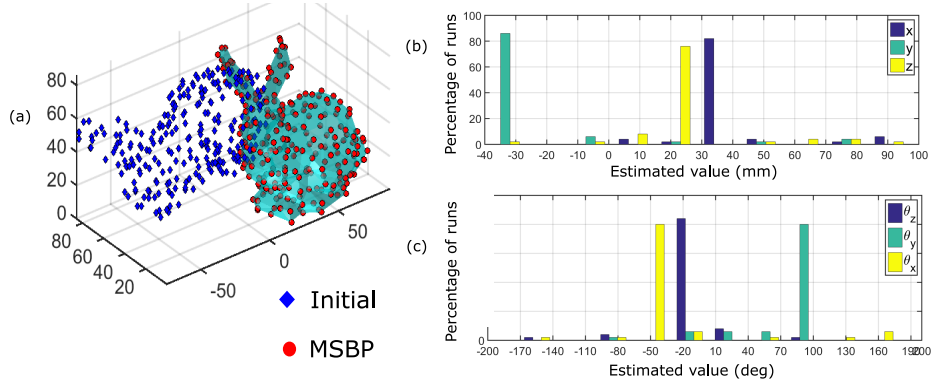 (a)
80
60
40
20
0
80
60
40
20
-50
0
50
Initial
MSBP
(b)
Percentage of runs
100
80
60
40
20
0
-40 -30 -20 -10 0 10 20 30 40 50 60 70 80 90 100
Estimated value (mm)
x
y
z
(c)
Percentage of runs
-200 -170 -140 -110 -80 -50 -20 10 40 70 100 130 160 190 200
Estimated value (deg)
θz
θy
θx